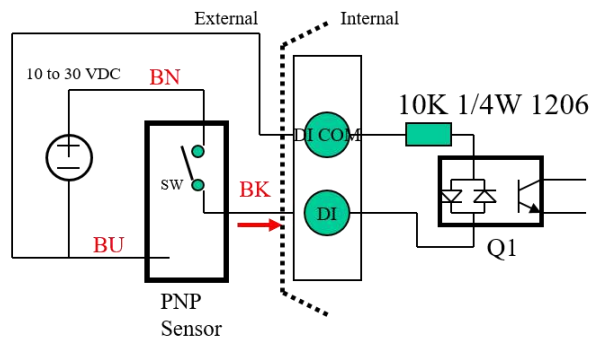 External Internal
10 to 30 VDC
BN
10K 1/4W 1206
DI COM
SW
BK
DI
BU
Q1
PNP
Sensor